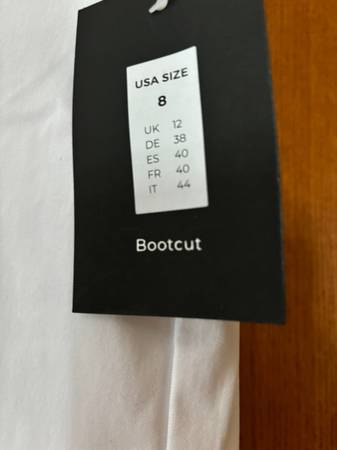 USA SIZE
8
UK 12
DE 38
ES 40
FR 40
IT 44
Bootcut